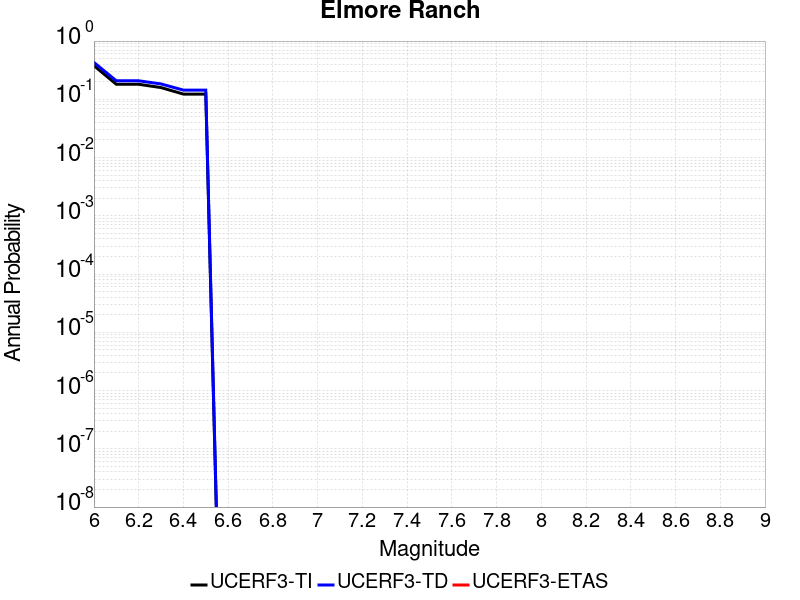 Elmore Ranch
10^0
10^-1
10^-2
10^-3
10^-4
10^-5
10^-6
10^-7
10^-8
Annual Probability
6 6.2 6.4 6.6 6.8 7 7.2 7.4 7.6 7.8 8 8.2 8.4 8.6 8.8 9
Magnitude
UCERF3-TI UCERF3-TD UCERF3-ETAS